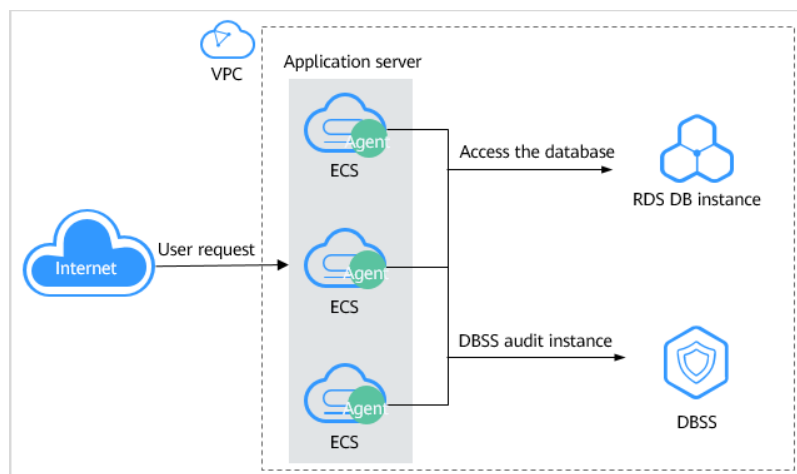 VPC
Application server
Agent
ECS
Access the database
RDS DB instance
Internet
User request
Agent
ECS
DBSS audit instance
DBSS
Agent
ECS